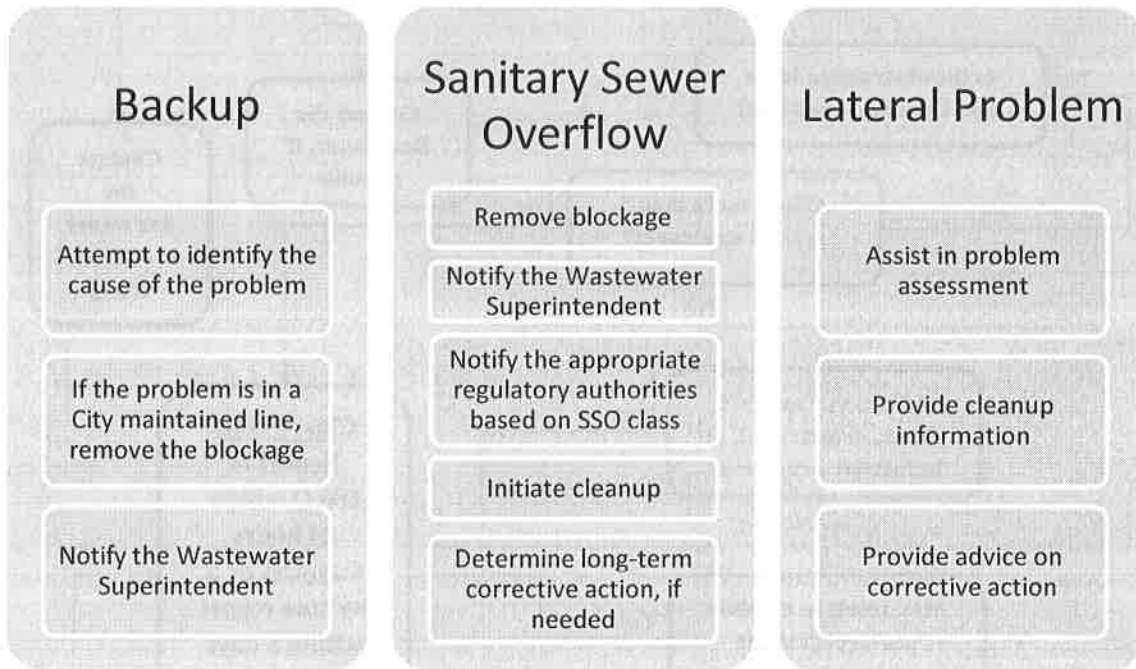 Backup
Attempt to identify the
cause of the problem
If the problem is in a
City maintained line,
remove the blockage
Notify the Wastewater
Superintendent
Sanitary Sewer
Overflow
Remove blockage
Notify the Wastewater
Superintendent
Notify the appropriate
regulatory authorities
based on SSO class
Initiate cleanup
Determine long-term
corrective action, if
needed
Lateral Problem
Assist in problem
assessment
Provide cleanup
information
Provide advice on
corrective action